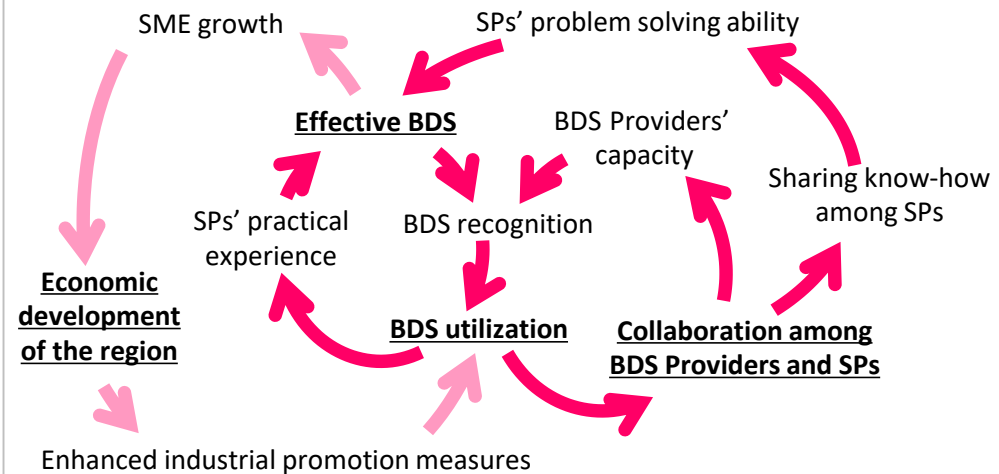 SME growth
SPs’ problem solving ability
Effective BDS
BDS Providers’
capacity
Sharing know-how
among SPs
SPs’ practical
experience
BDS recognition
Economic
development
of the region
BDS utilization
Collaboration among
BDS Providers and SPs
Enhanced industrial promotion measures